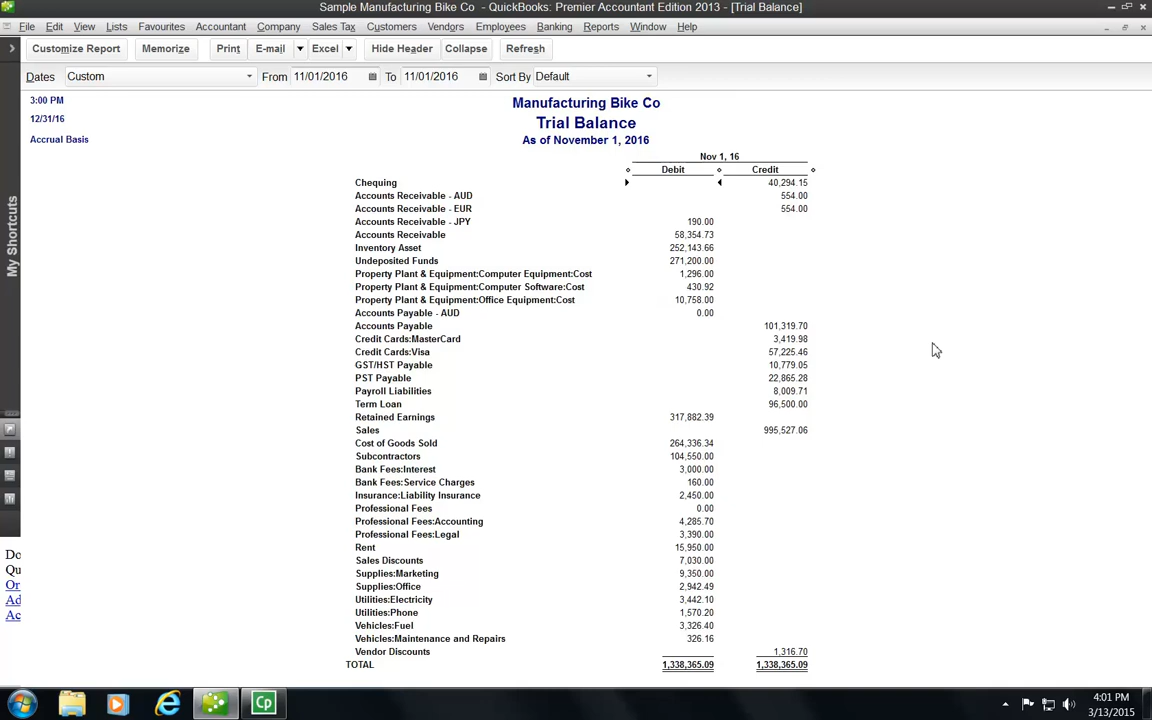 Sample Manufacturing Bike Co - QuickBooks: Premier Accountant Edition 2013 - [Trial Balance]
File Edit View Lists Favourites Accountant Company Sales Tax Customers Vendors Employees Banking Reports Window Help
Customize Report Memorize Print E-mail Excel Hide Header Collapse Refresh
Dates Custom From 11/01/2016 To 11/01/2016 Sort By Default
3:00 PM
12/31/16
Accrual Basis
Manufacturing Bike Co
Trial Balance
As of November 1, 2016
Nov 1, 16
Debit Credit
Chequing 40,294.15
Accounts Receivable - AUD 554.00
Accounts Receivable - EUR 554.00
Accounts Receivable - JPY 190.00
Accounts Receivable 58,354.73
Inventory Asset 252,143.66
Undeposited Funds 271,200.00
Property Plant & Equipment:Computer Equipment:Cost 1,296.00
Property Plant & Equipment:Computer Software:Cost 430.92
Property Plant & Equipment:Office Equipment:Cost 10,758.00
Accounts Payable - AUD 0.00
Accounts Payable 101,319.70
Credit Cards:MasterCard 3,419.98
Credit Cards:Visa 57,225.46
GST/HST Payable 10,779.05
PST Payable 22,865.28
Payroll Liabilities 8,009.71
Term Loan 96,500.00
Retained Earnings 317,882.39
Sales 995,527.06
Cost of Goods Sold 264,336.34
Subcontractors 104,550.00
Bank Fees:Interest 3,000.00
Bank Fees:Service Charges 160.00
Insurance:Liability Insurance 2,450.00
Professional Fees 0.00
Professional Fees:Accounting 4,285.70
Professional Fees:Legal 3,390.00
Rent 15,950.00
Sales Discounts 7,030.00
Supplies:Marketing 9,350.00
Supplies:Office 2,942.49
Utilities:Electricity 3,442.10
Utilities:Phone 1,570.20
Vehicles:Fuel 3,326.40
Vehicles:Maintenance and Repairs 326.16
Vendor Discounts 1,316.70
TOTAL 1,338,365.09 1,338,365.09
My Shortcuts
Do
Qu
Or
Ad
Ac
Cp
4:01 PM
3/13/2015